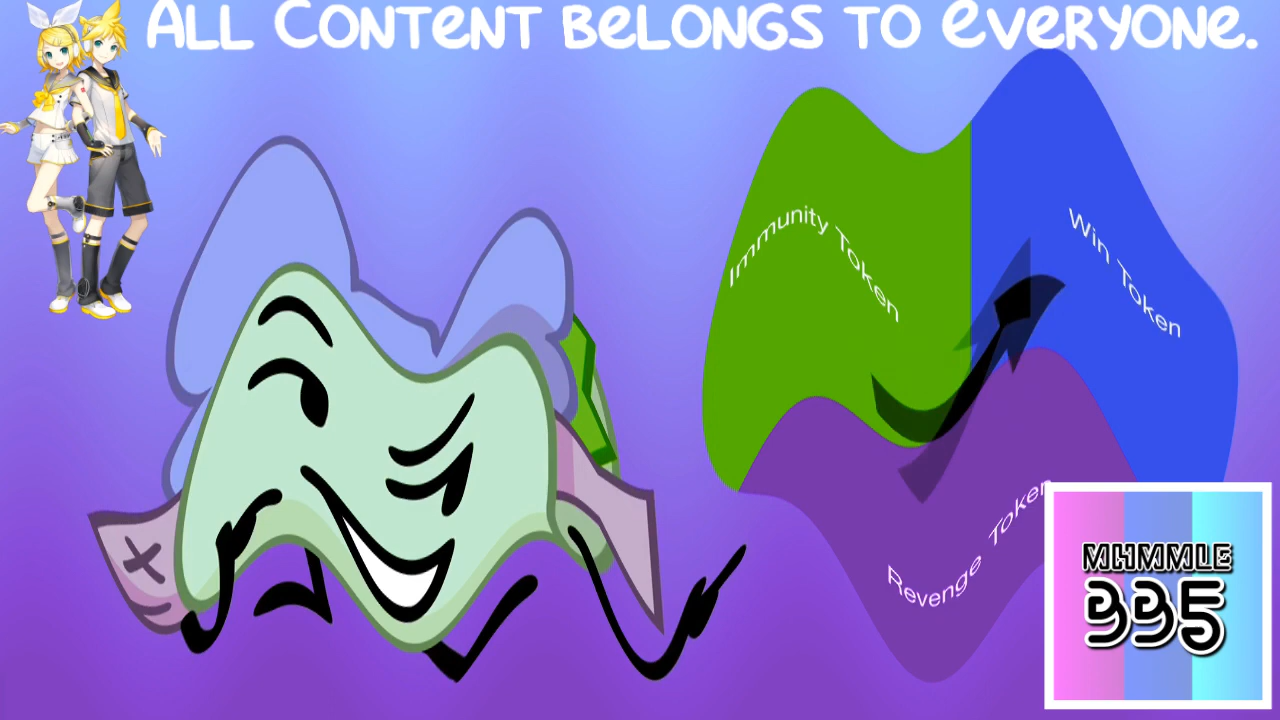 ALL CONTENT BELONGS TO EVERYONE.
Immunity Token
Win Token
Revenge Token
MHMMLE
335